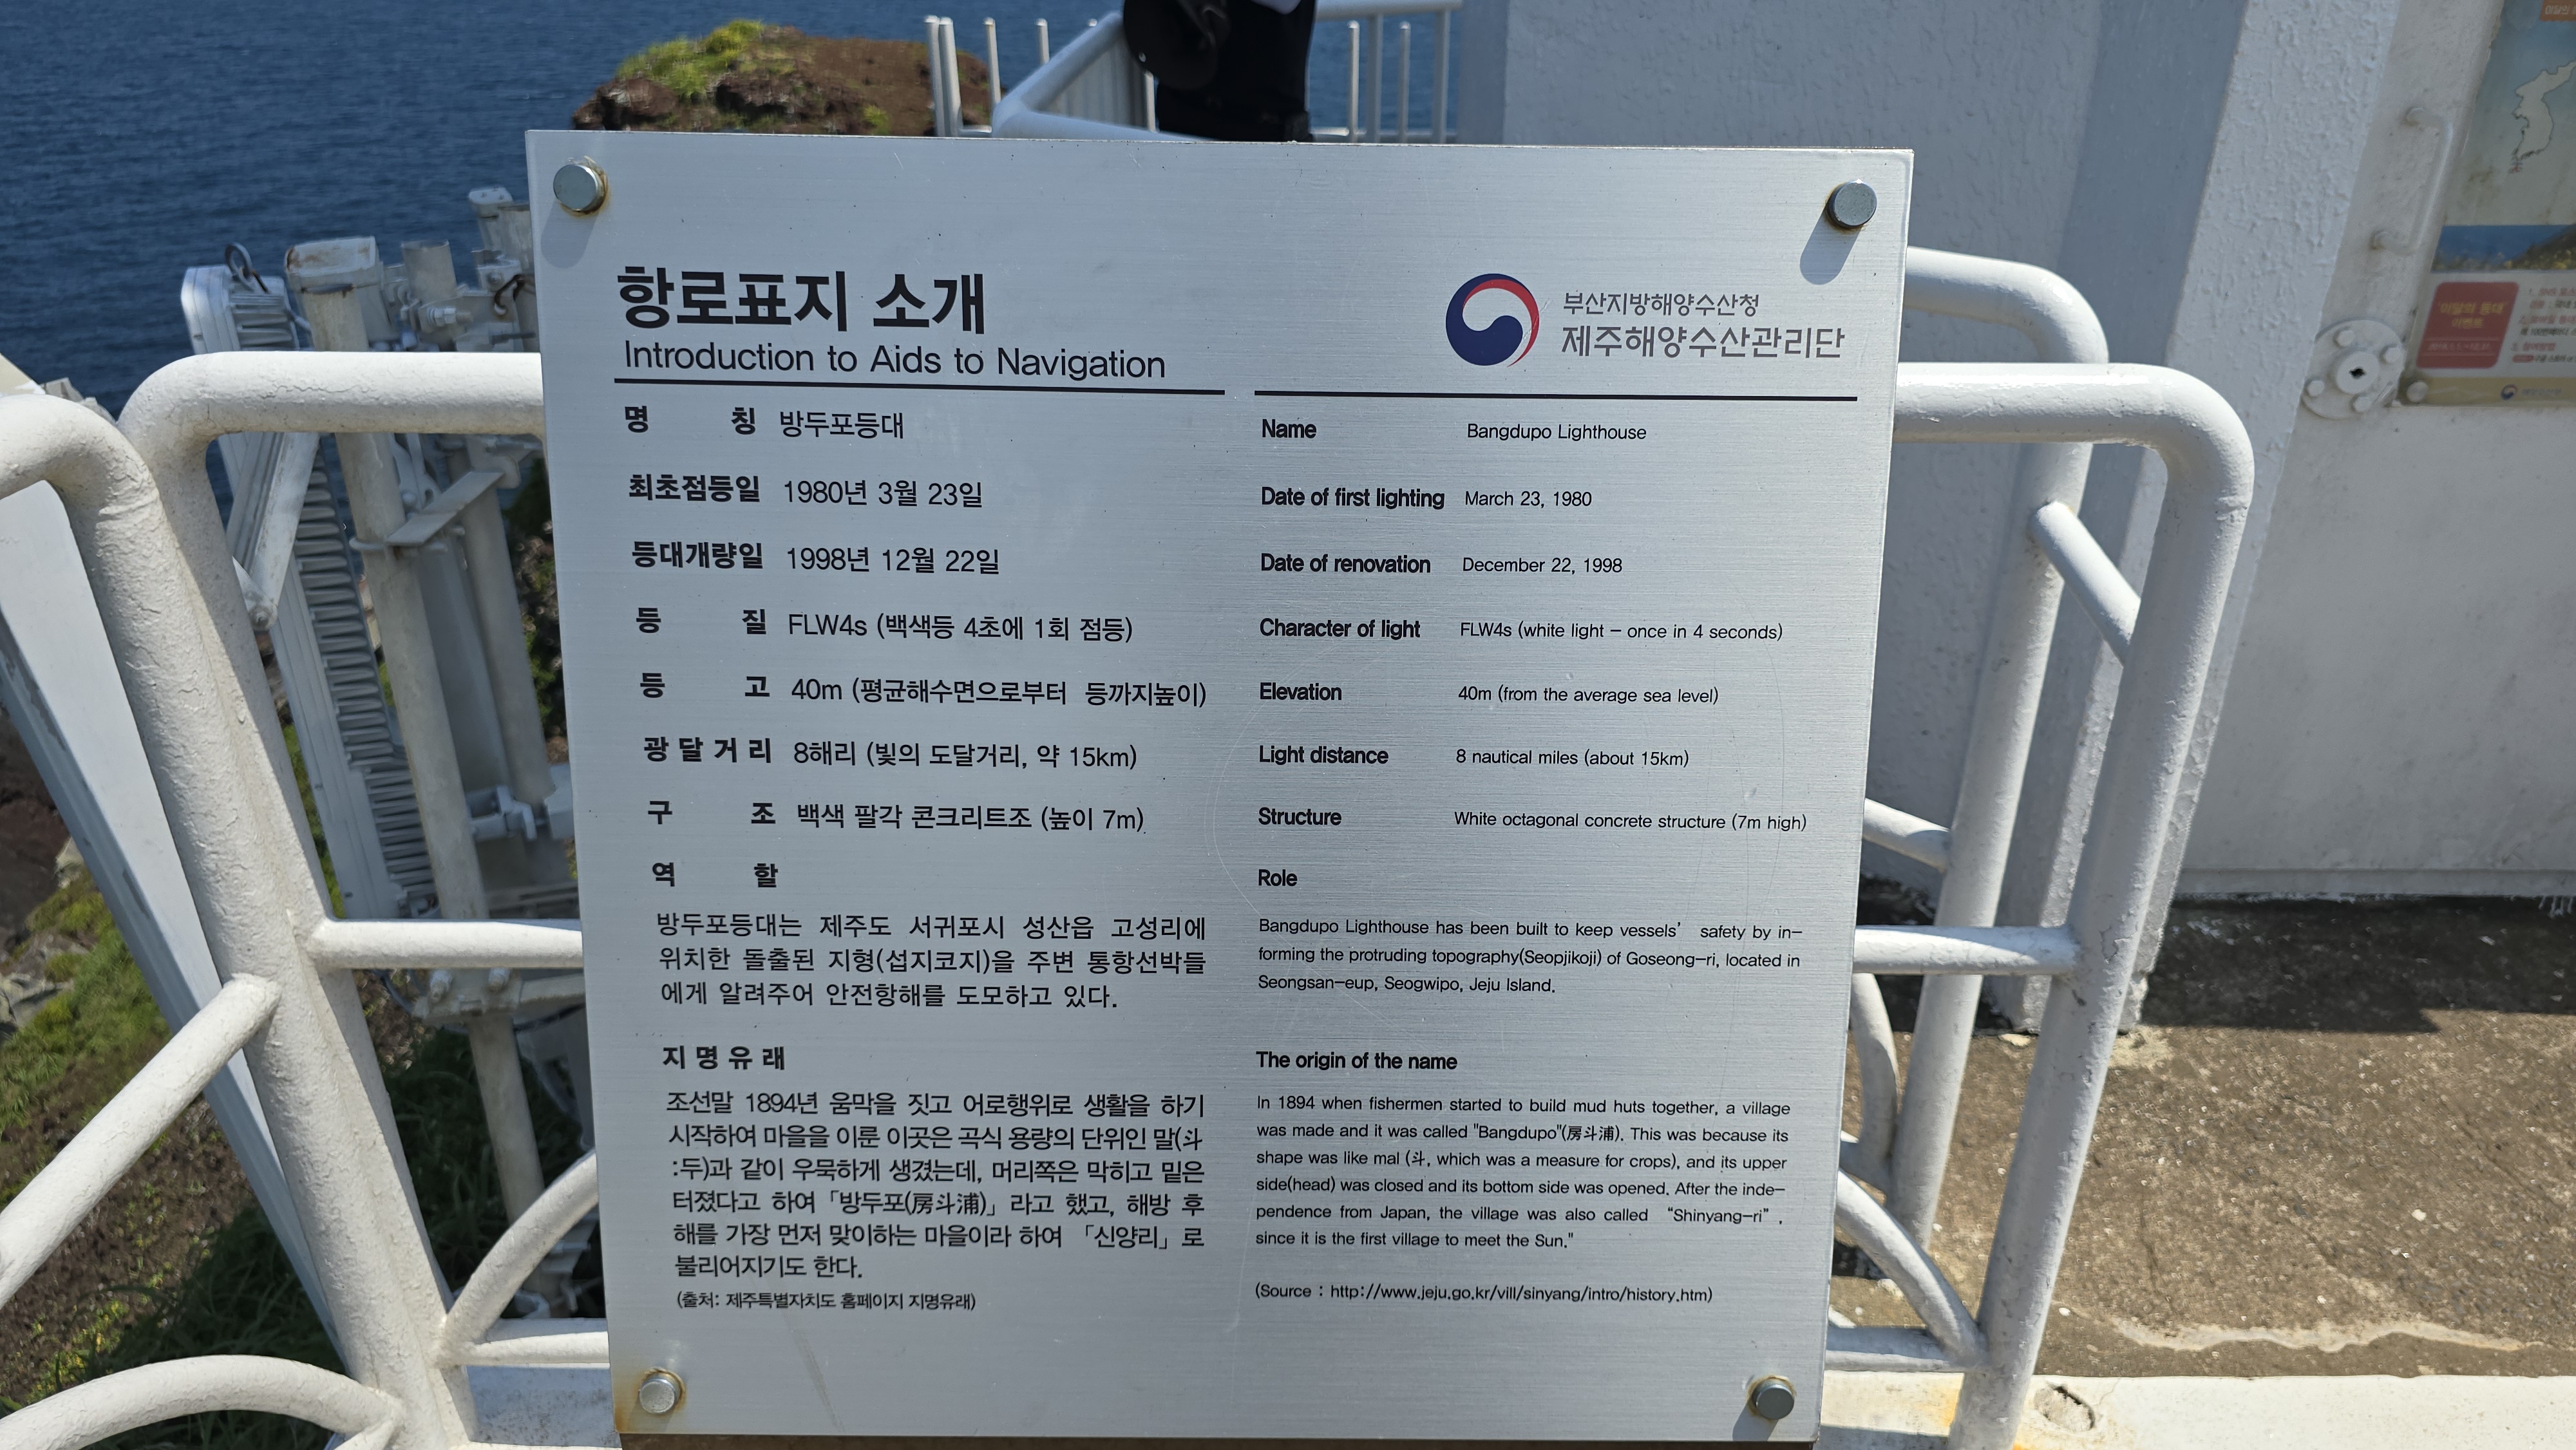 항로표지 소개
Introduction to Aids to Navigation
부산지방해양수산청
제주해양수산관리단
명 칭 방두포등대
최초점등일 1980년 3월 23일
등대개량일 1998년 12월 22일
등 질 FLW4s (백색등 4초에 1회 점등)
등 고 40m (평균해수면으로부터 등까지높이)
광 달 거 리 8해리 (빛의 도달거리, 약 15km)
구 조 백색 팔각 콘크리트조 (높이 7m)
역 할
방두포등대는 제주도 서귀포시 성산읍 고성리에
위치한 돌출된 지형(섭지코지)을 주변 통항선박들
에게 알려주어 안전항해를 도모하고 있다.
지 명 유 래
조선말 1894년 움막을 짓고 어로행위로 생활을 하기
시작하여 마을을 이룬 이곳은 곡식 용량의 단위인 말(斗
:두)과 같이 우묵하게 생겼는데, 머리쪽은 막히고 밑은
터졌다고 하여 「방두포(房斗浦)」라고 했고, 해방 후
해를 가장 먼저 맞이하는 마을이라 하여 「신양리」로
불리어지기도 한다.
(출처: 제주특별자치도 홈페이지 지명유래)
Name Bangdupo Lighthouse
Date of first lighting March 23, 1980
Date of renovation December 22, 1998
Character of light FLW4s (white light - once in 4 seconds)
Elevation 40m (from the average sea level)
Light distance 8 nautical miles (about 15km)
Structure White octagonal concrete structure (7m high)
Role
Bangdupo Lighthouse has been built to keep vessels' safety by in-
forming the protruding topography(Seopjikoji) of Goseong-ri, located in
Seongsan-eup, Seogwipo, Jeju Island.
The origin of the name
In 1894 when fishermen started to build mud huts together, a village
was made and it was called "Bangdupo"(房斗浦). This was because its
shape was like mal (斗, which was a measure for crops), and its upper
side(head) was closed and its bottom side was opened. After the inde-
pendence from Japan, the village was also called "Shinyang-ri",
since it is the first village to meet the Sun."
(Source : http://www.jeju.go.kr/vill/sinyang/intro/history.htm)
이달의 등대
이벤트